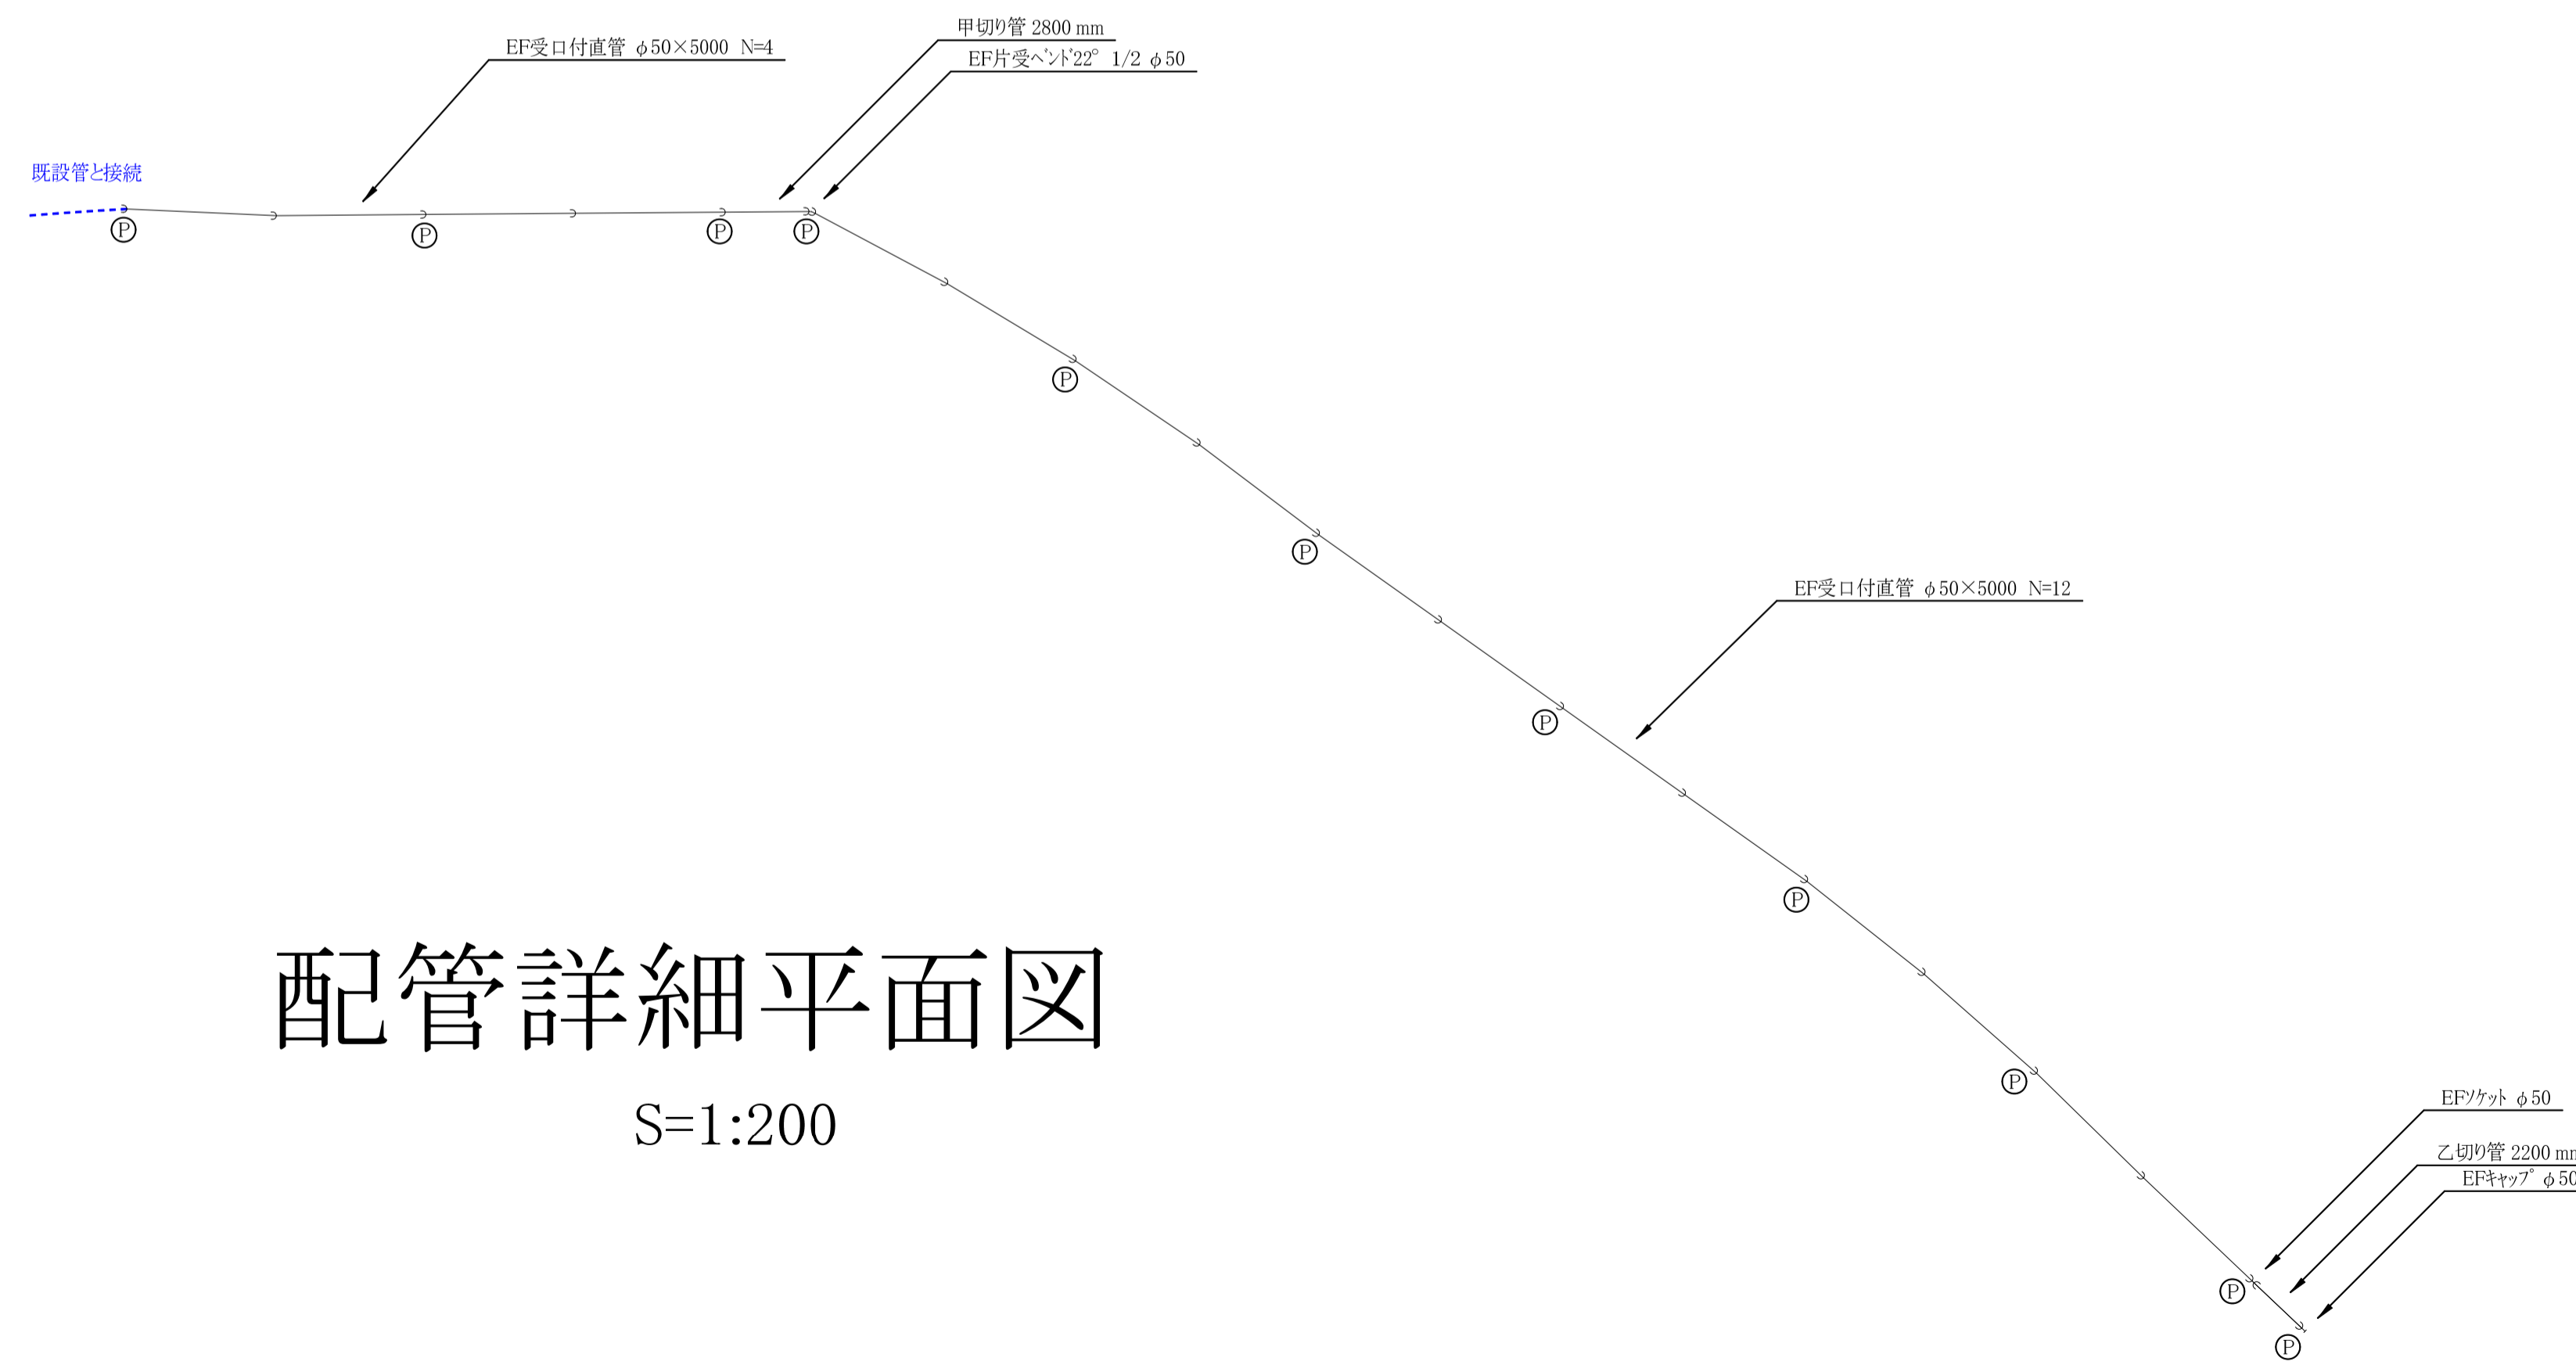 甲切り管 2800 mm
EF受口付直管 φ50×5000 N=4
EF片受ベンド22° 1/2 φ50
既設管と接続
P
P
P
P
P
P
EF受口付直管 φ50×5000 N=12
P
P
配管詳細平面図
S=1:200
P
EFソケット φ50
乙切り管 2200 mm
EFキャップ φ50
P
P